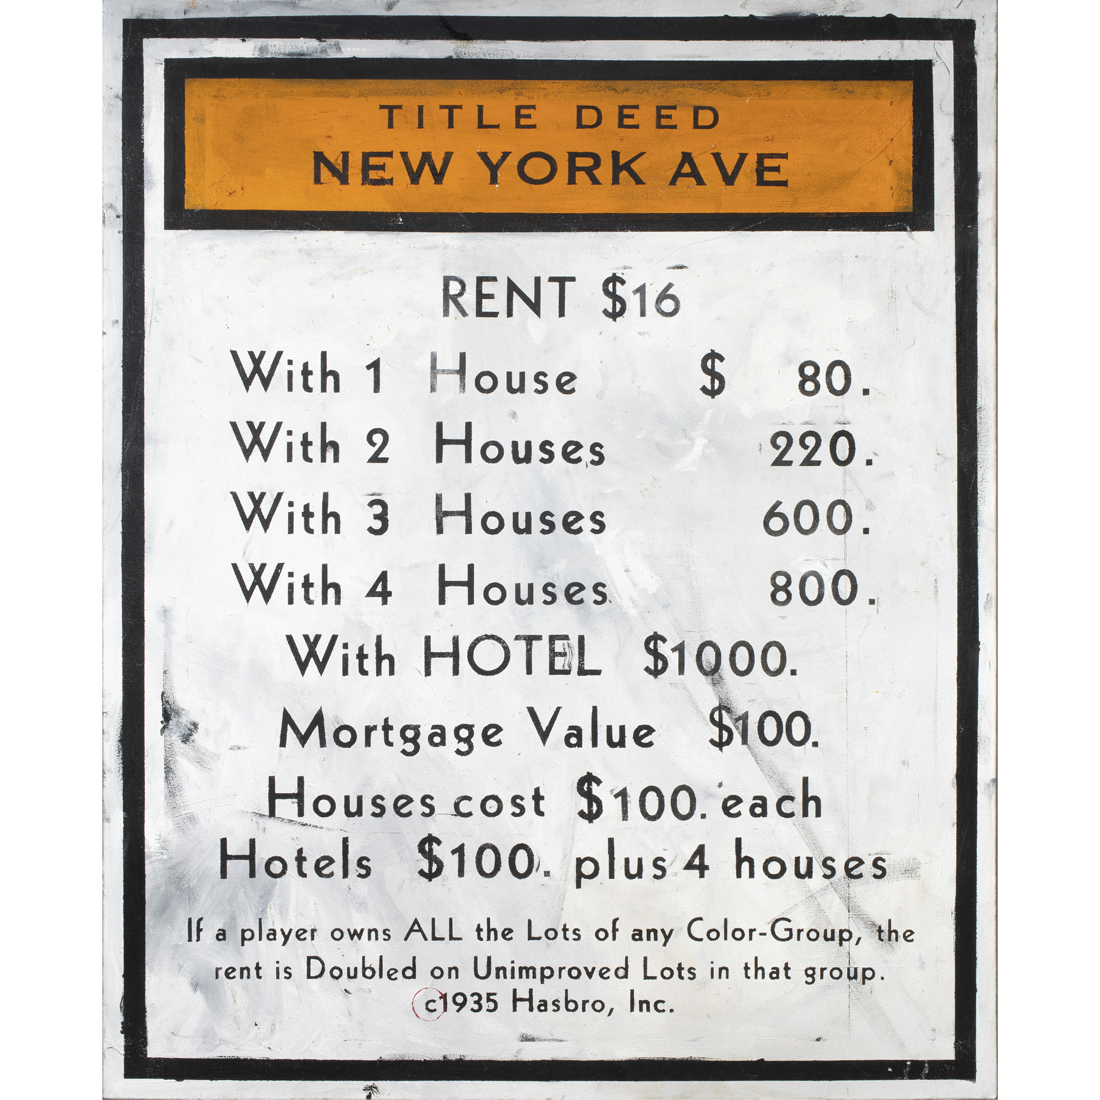 TITLE DEED
NEW YORK AVE
RENT $16
With 1 House $ 80.
With 2 Houses 220.
With 3 Houses 600.
With 4 Houses 800.
With HOTEL $1000.
Mortgage Value $100.
Houses cost $100. each
Hotels $100. plus 4 houses
If a player owns ALL the Lots of any Color-Group, the
rent is Doubled on Unimproved Lots in that group.
c1935 Hasbro, Inc.